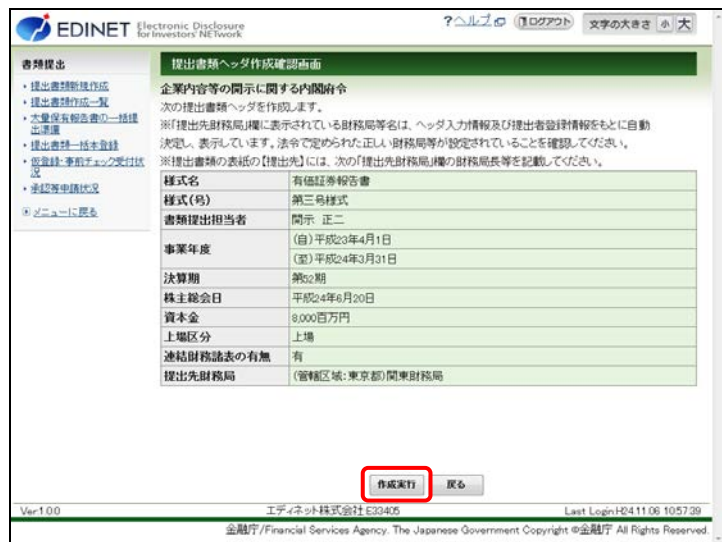 EDINET Electronic Disclosure for Investors' NETwork
?ヘルプ ログアウト 文字の大きさ 小 大
書類提出
・提出書類新規作成
・提出書類作成一覧
・大量保有報告書の一括提出準備
・提出書類一括本登録
・仮登録・事前チェック受付状況
・承認等申請状況
メニューに戻る
提出書類ヘッダ作成確認画面
企業内容等の開示に関する内閣府令
次の提出書類ヘッダを作成します。
※「提出先財務局」欄に表示されている財務局等名は、ヘッダ入力情報及び提出者登録情報をもとに自動
決定し、表示しています。法令で定められた正しい財務局等が設定されていることを確認してください。
※提出書類の表紙の【提出先】には、次の「提出先財務局」欄の財務局長等を記載してください。
様式名 有価証券報告書
様式(号) 第三号様式
書類提出担当者 開示 正二
事業年度 (自)平成23年4月1日
(至)平成24年3月31日
決算期 第52期
株主総会日 平成24年6月20日
資本金 8,000百万円
上場区分 上場
連結財務諸表の有無 有
提出先財務局 (管轄区域:東京都)関東財務局
作成実行 戻る
Ver.1.0.0 エディネット株式会社 E33405 Last Login:H24.11.06 10:57:39
金融庁/Financial Services Agency. The Japanese Government Copyright ©金融庁 All Rights Reserved.